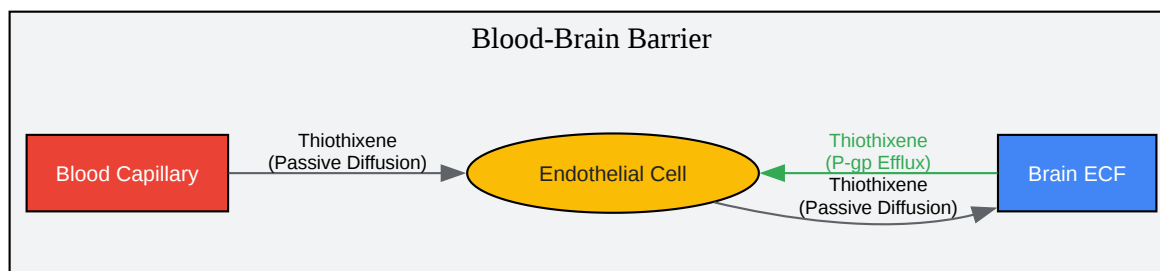 Blood-Brain Barrier
Thiothixene
(Passive Diffusion)
Thiothixene
(P-gp Efflux)
Blood Capillary
Endothelial Cell
Brain ECF
Thiothixene
(Passive Diffusion)